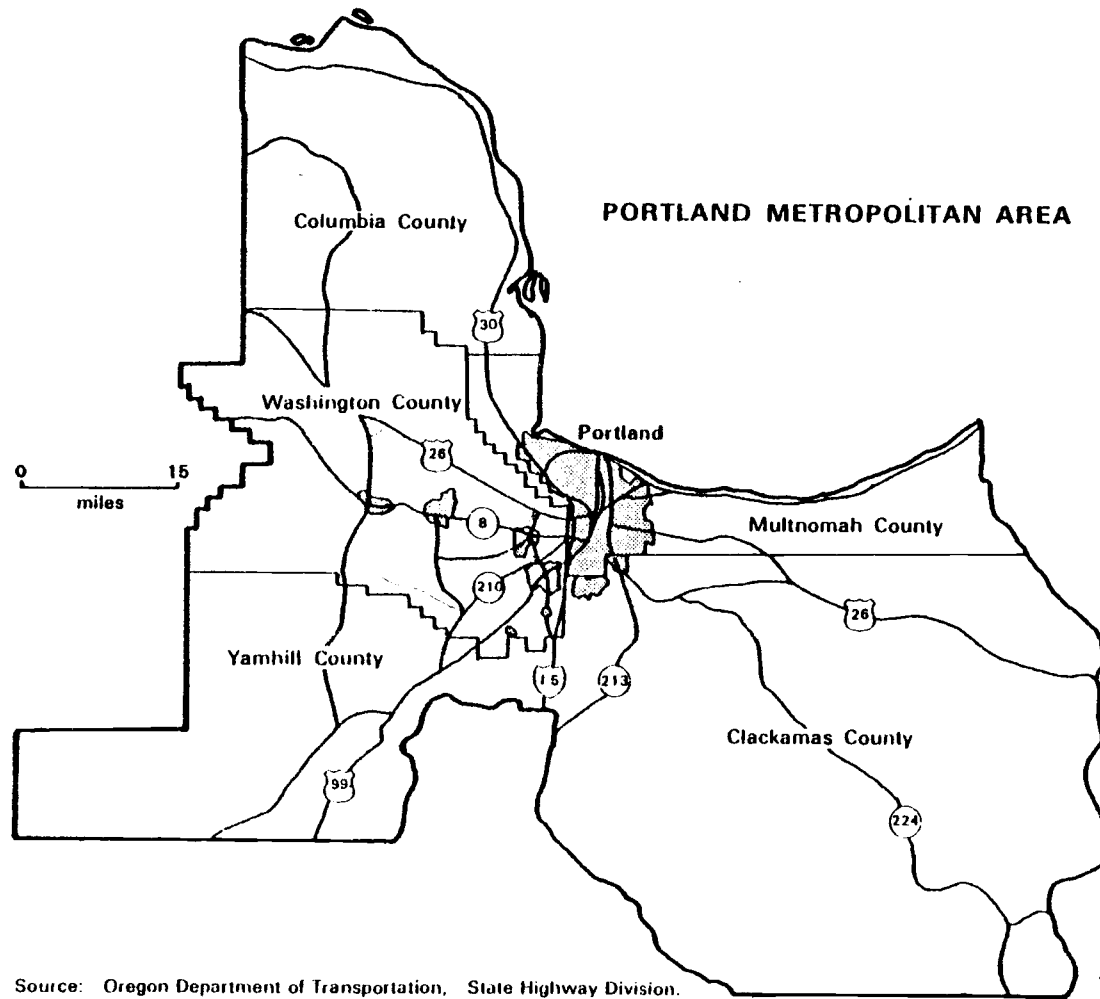 PORTLAND METROPOLITAN AREA
Columbia County
30
Washington County
Portland
26
0 15
miles
8
Multnomah County
210
26
Yamhill County
15
213
Clackamas County
99
224
Source: Oregon Department of Transportation, State Highway Division.